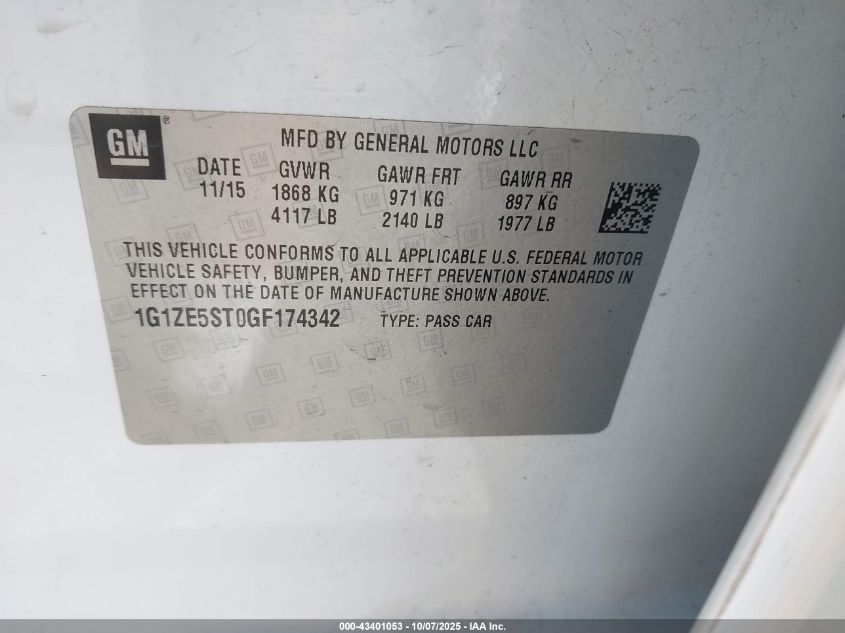 GM
MFD BY GENERAL MOTORS LLC
DATE GVWR GAWR FRT GAWR RR
11/15 1868 KG 971 KG 897 KG
4117 LB 2140 LB 1977 LB
THIS VEHICLE CONFORMS TO ALL APPLICABLE U.S. FEDERAL MOTOR
VEHICLE SAFETY, BUMPER, AND THEFT PREVENTION STANDARDS IN
EFFECT ON THE DATE OF MANUFACTURE SHOWN ABOVE.
1G1ZE5ST0GF174342 TYPE: PASS CAR
000-43401053 - 10/07/2025 - IAA Inc.